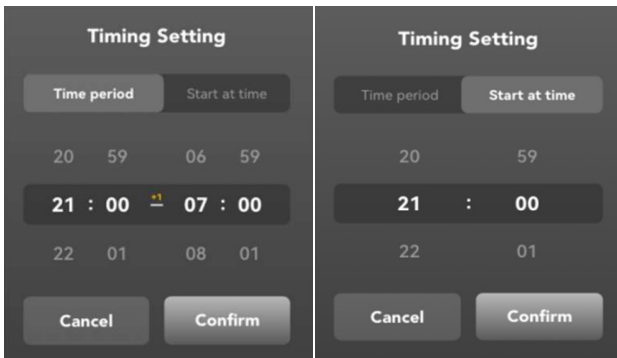 Timing Setting
Time period Start at time
20 59 06 59
21 : 00 +1 — 07 : 00
22 01 08 01
Cancel Confirm
Timing Setting
Time period Start at time
20 59
21 : 00
22 01
Cancel Confirm